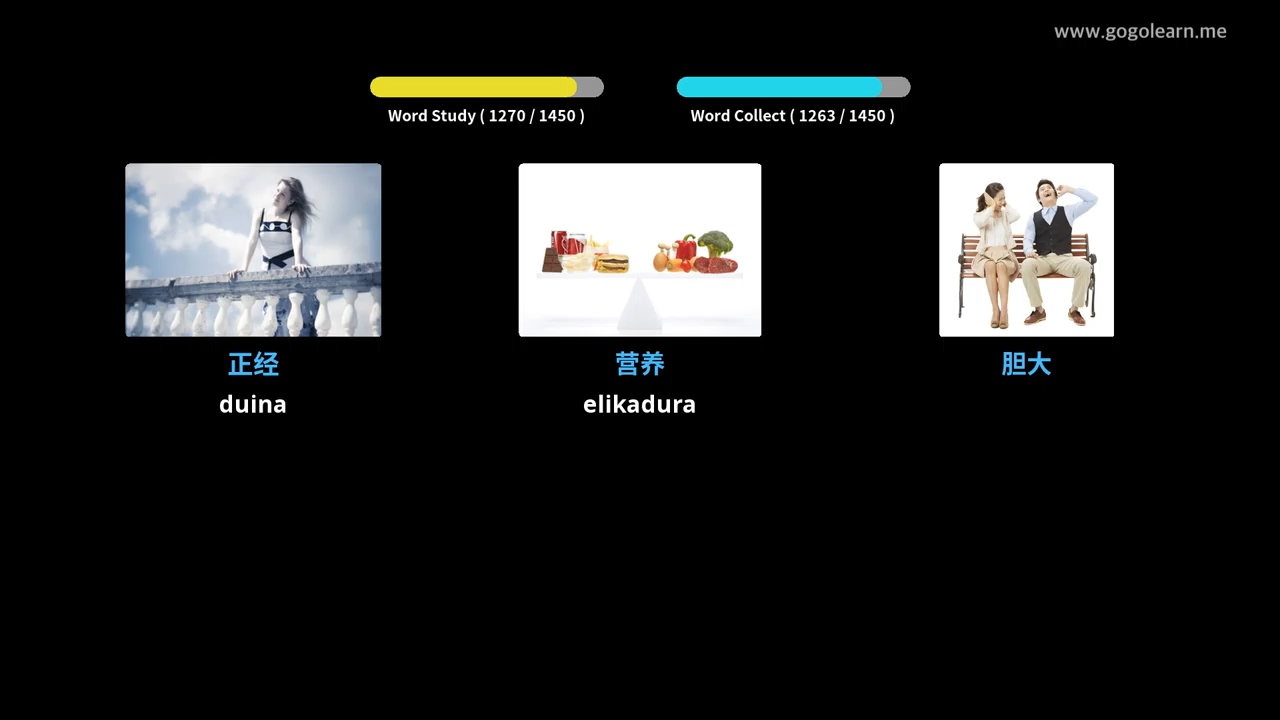 www.gogolearn.me
Word Study ( 1270 / 1450 )
Word Collect ( 1263 / 1450 )
正经
营养
胆大
duina
elikadura